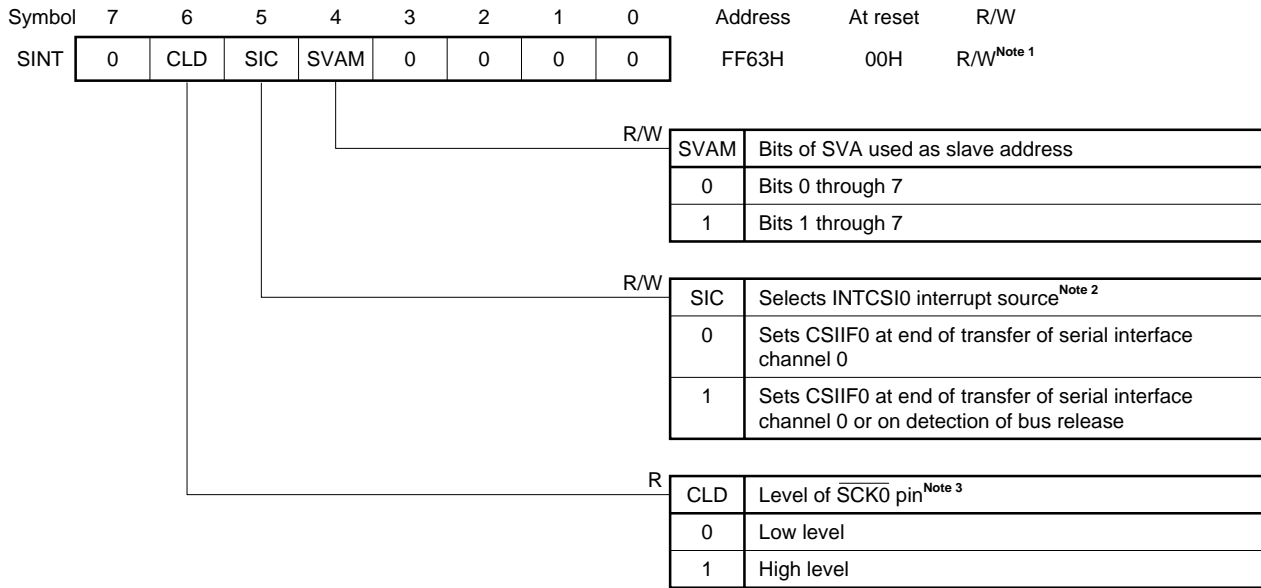 Symbol 7 6 5 4 3 2 1 0 Address At reset R/W
SINT 0 CLD SIC SVAM 0 0 0 0 FF63H 00H R/WNote 1
R/W
SVAM Bits of SVA used as slave address
0 Bits 0 through 7
1 Bits 1 through 7
R/W
SIC Selects INTCSI0 interrupt sourceNote 2
0 Sets CSIIF0 at end of transfer of serial interface
channel 0
1 Sets CSIIF0 at end of transfer of serial interface
channel 0 or on detection of bus release
R
CLD Level of S̅C̅K̅0̅ pinNote 3
0 Low level
1 High level